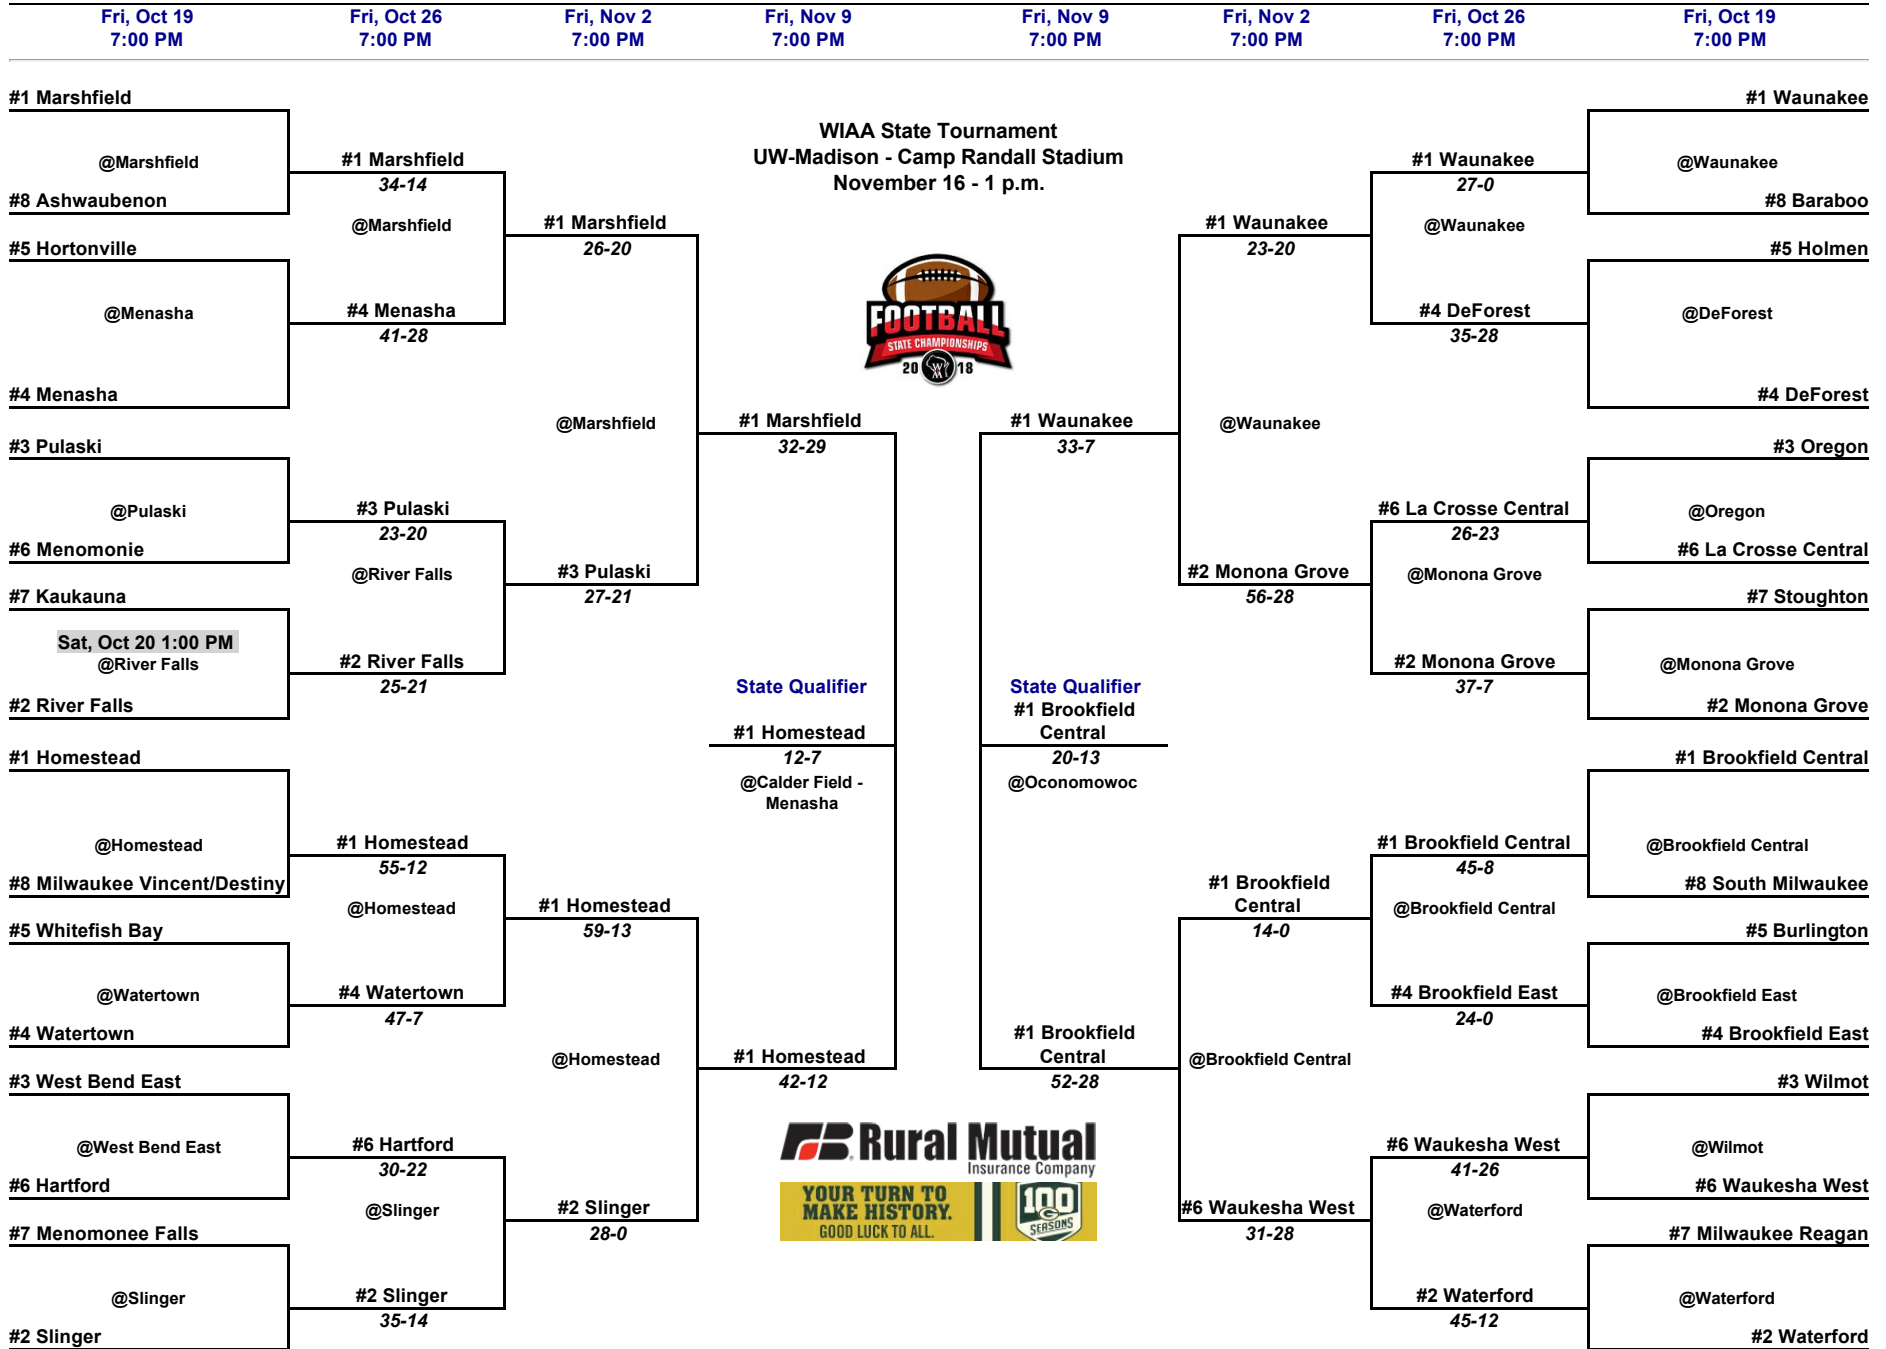 Fri, Oct 19
7:00 PM
Fri, Oct 26
7:00 PM
Fri, Nov 2
7:00 PM
Fri, Nov 9
7:00 PM
Fri, Nov 9
7:00 PM
Fri, Nov 2
7:00 PM
Fri, Oct 26
7:00 PM
Fri, Oct 19
7:00 PM
#1 Marshfield
@Marshfield
#8 Ashwaubenon
#5 Hortonville
@Menasha
#4 Menasha
#3 Pulaski
@Pulaski
#6 Menomonie
#7 Kaukauna
Sat, Oct 20 1:00 PM
@River Falls
#2 River Falls
#1 Homestead
@Homestead
#8 Milwaukee Vincent/Destiny
#5 Whitefish Bay
@Watertown
#4 Watertown
#3 West Bend East
@West Bend East
#6 Hartford
#7 Menomonee Falls
@Slinger
#2 Slinger
#1 Marshfield
34-14
@Marshfield
#4 Menasha
41-28
#3 Pulaski
23-20
@River Falls
#2 River Falls
25-21
#1 Homestead
55-12
@Homestead
#4 Watertown
47-7
#6 Hartford
30-22
@Slinger
#2 Slinger
35-14
#1 Marshfield
26-20
@Marshfield
#3 Pulaski
27-21
#1 Homestead
59-13
@Homestead
#2 Slinger
28-0
WIAA State Tournament
UW-Madison - Camp Randall Stadium
November 16 - 1 p.m.
FOOTBALL
STATE CHAMPIONSHIPS
20 18
#1 Marshfield
32-29
State Qualifier
#1 Homestead
12-7
@Calder Field -
Menasha
#1 Homestead
42-12
#1 Waunakee
33-7
State Qualifier
#1 Brookfield
Central
20-13
@Oconomowoc
#1 Brookfield
Central
52-28
Rural Mutual
Insurance Company
YOUR TURN TO
MAKE HISTORY.
GOOD LUCK TO ALL.
100
G
SEASONS
#1 Waunakee
23-20
@Waunakee
#2 Monona Grove
56-28
#1 Brookfield
Central
14-0
@Brookfield Central
#6 Waukesha West
31-28
#1 Waunakee
27-0
@Waunakee
#4 DeForest
35-28
#6 La Crosse Central
26-23
@Monona Grove
#2 Monona Grove
37-7
#1 Brookfield Central
45-8
@Brookfield Central
#4 Brookfield East
24-0
#6 Waukesha West
41-26
@Waterford
#2 Waterford
45-12
#1 Waunakee
@Waunakee
#8 Baraboo
#5 Holmen
@DeForest
#4 DeForest
#3 Oregon
@Oregon
#6 La Crosse Central
#7 Stoughton
@Monona Grove
#2 Monona Grove
#1 Brookfield Central
@Brookfield Central
#8 South Milwaukee
#5 Burlington
@Brookfield East
#4 Brookfield East
#3 Wilmot
@Wilmot
#6 Waukesha West
#7 Milwaukee Reagan
@Waterford
#2 Waterford